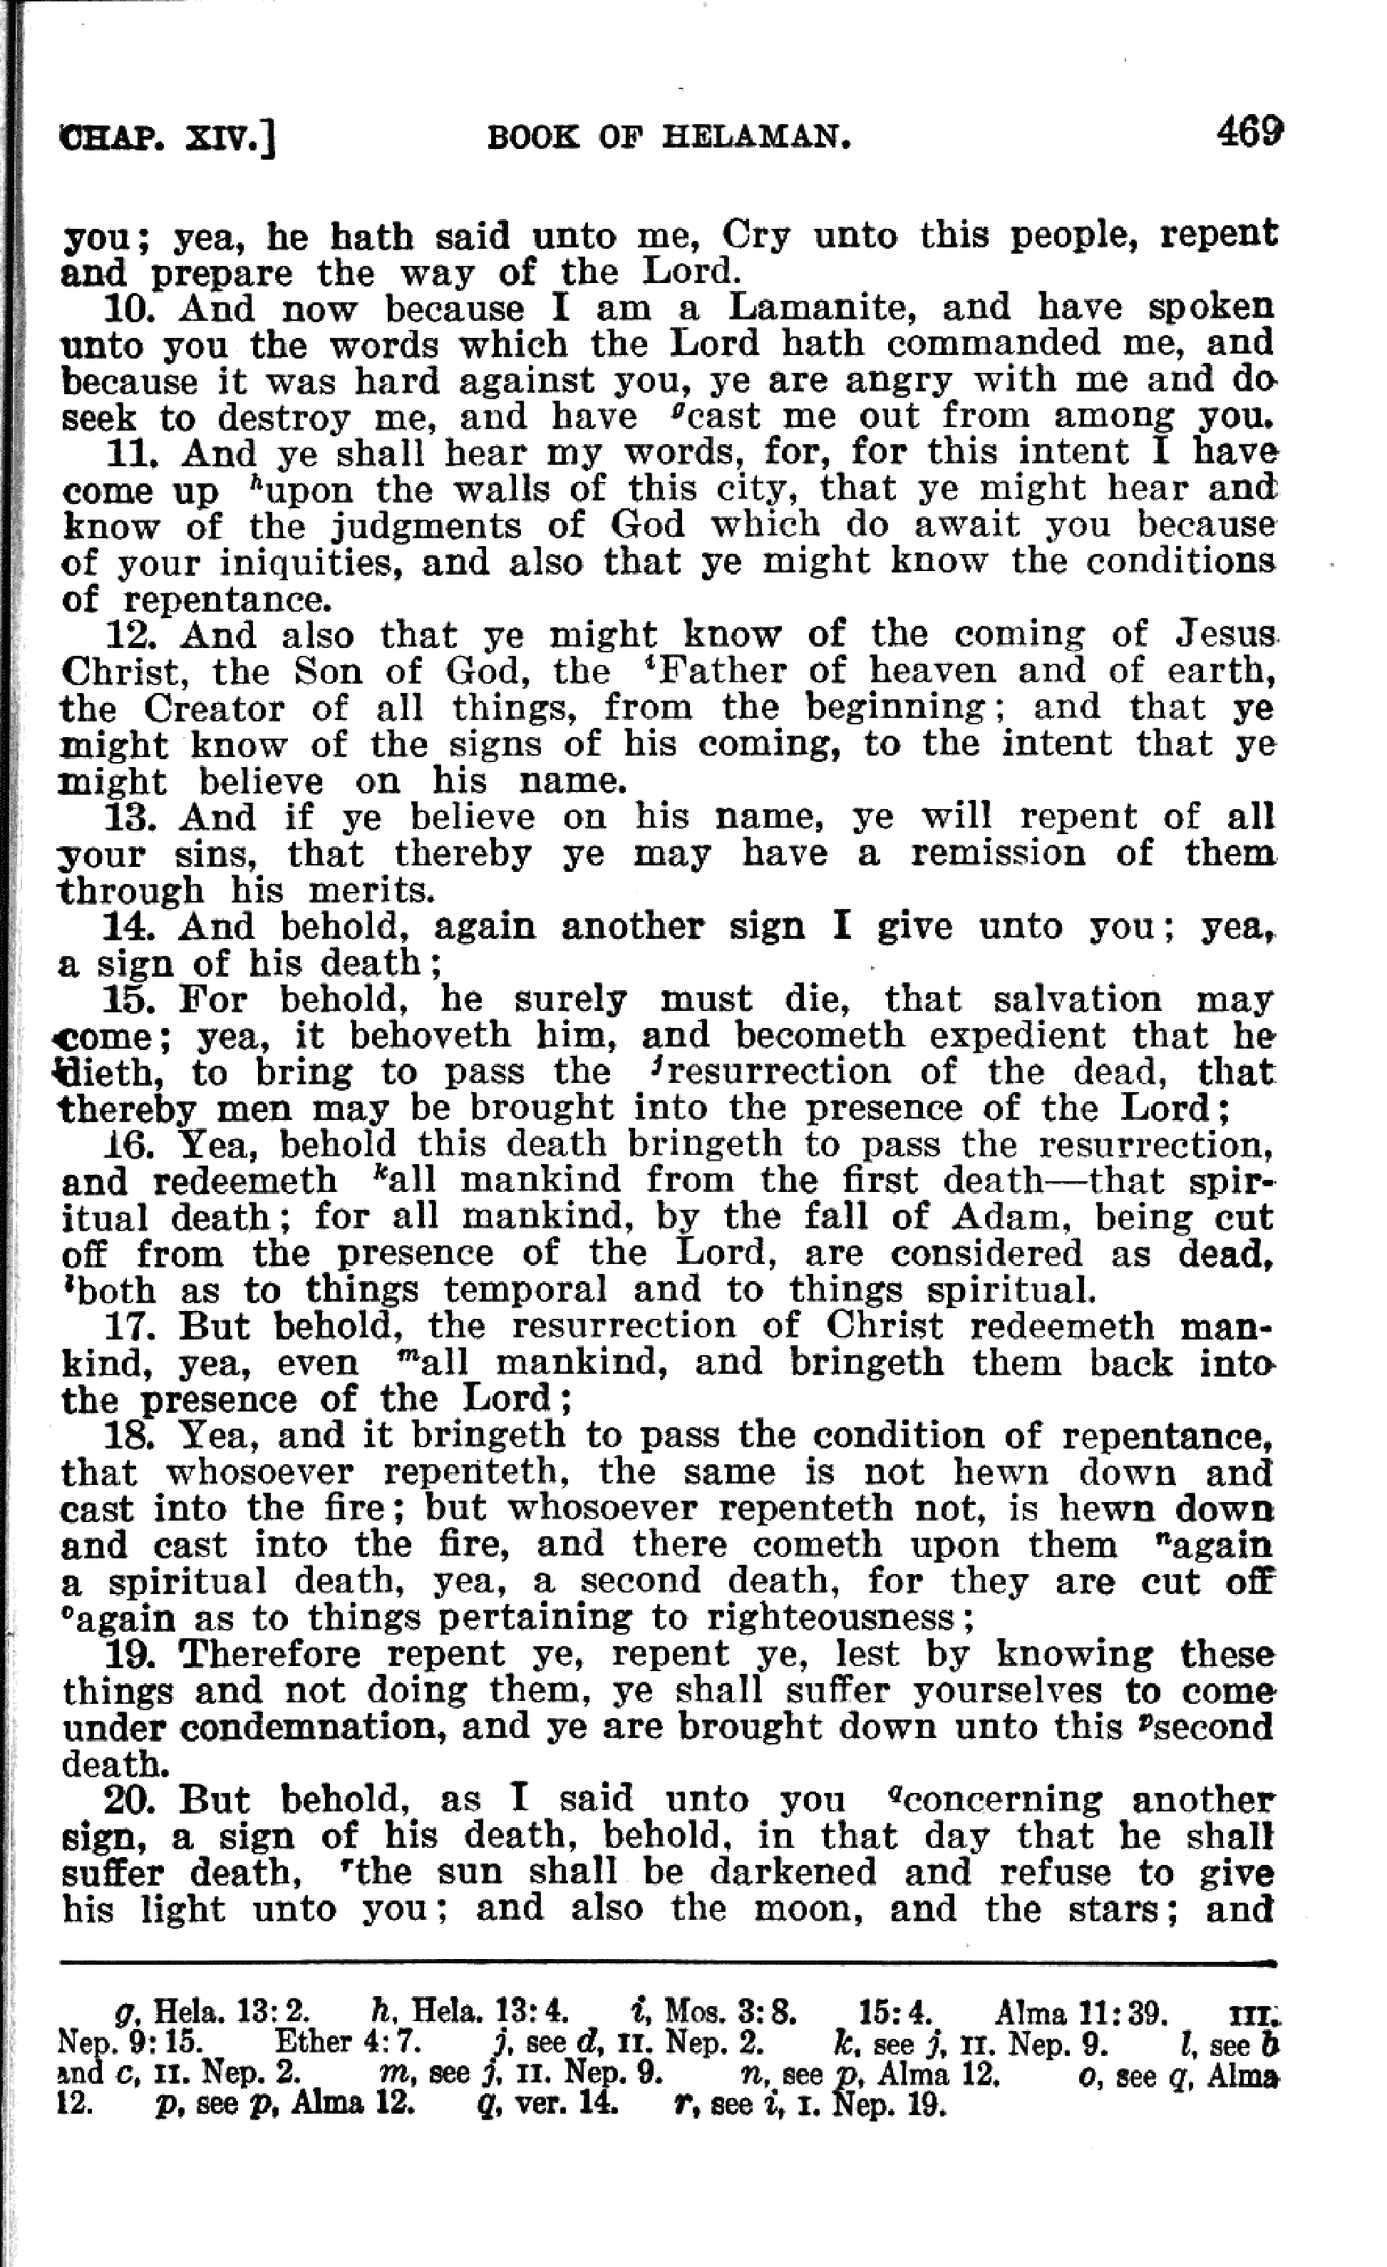 CHAP. XIV.] BOOK OF HELAMAN. 469
you; yea, he hath said unto me, Cry unto this people, repent
and prepare the way of the Lord.
10. And now because I am a Lamanite, and have spoken
unto you the words which the Lord hath commanded me, and
because it was hard against you, ye are angry with me and do
seek to destroy me, and have gcast me out from among you.
11. And ye shall hear my words, for, for this intent I have
come up hupon the walls of this city, that ye might hear and
know of the judgments of God which do await you because
of your iniquities, and also that ye might know the conditions
of repentance.
12. And also that ye might know of the coming of Jesus
Christ, the Son of God, the iFather of heaven and of earth,
the Creator of all things, from the beginning; and that ye
might know of the signs of his coming, to the intent that ye
might believe on his name.
13. And if ye believe on his name, ye will repent of all
your sins, that thereby ye may have a remission of them
through his merits.
14. And behold, again another sign I give unto you; yea,
a sign of his death;
15. For behold, he surely must die, that salvation may
come; yea, it behoveth him, and becometh expedient that he
dieth, to bring to pass the jresurrection of the dead, that
thereby men may be brought into the presence of the Lord;
16. Yea, behold this death bringeth to pass the resurrection,
and redeemeth kall mankind from the first death—that spir-
itual death; for all mankind, by the fall of Adam, being cut
off from the presence of the Lord, are considered as dead,
lboth as to things temporal and to things spiritual.
17. But behold, the resurrection of Christ redeemeth man-
kind, yea, even mall mankind, and bringeth them back into
the presence of the Lord;
18. Yea, and it bringeth to pass the condition of repentance,
that whosoever repenteth, the same is not hewn down and
cast into the fire; but whosoever repenteth not, is hewn down
and cast into the fire, and there cometh upon them nagain
a spiritual death, yea, a second death, for they are cut off
oagain as to things pertaining to righteousness;
19. Therefore repent ye, repent ye, lest by knowing these
things and not doing them, ye shall suffer yourselves to come
under condemnation, and ye are brought down unto this psecond
death.
20. But behold, as I said unto you qconcerning another
sign, a sign of his death, behold, in that day that he shall
suffer death, rthe sun shall be darkened and refuse to give
his light unto you; and also the moon, and the stars; and
g, Hela. 13:2. h, Hela. 13:4. i, Mos. 3:8. 15:4. Alma 11:39. III.
Nep. 9:15. Ether 4:7. j, see d, II. Nep. 2. k, see j, II. Nep. 9. l, see b
and c, II. Nep. 2. m, see j, II. Nep. 9. n, see p, Alma 12. o, see q, Alma
12. p, see p, Alma 12. q, ver. 14. r, see i, I. Nep. 19.